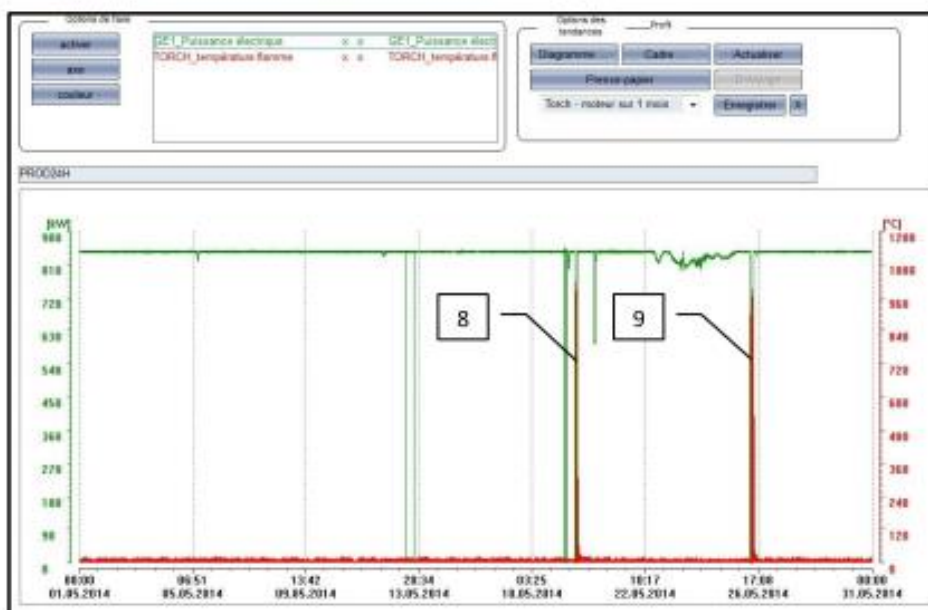 Options de l'axe
Options des tendances
Profil
activer
axe
couleur
GE1_Puissance électrique x x GE1_Puissance élect
TORCH_température flamme x x TORCH_température fl
Diagramme
Cadre
Actualiser
Presse-papier
Torch - moteur sur 1 mois
Enregistrer
X
PROD24H
[kW]
[°C]
900
1200
810
1080
720
960
8
9
630
840
540
720
450
600
360
480
270
360
180
240
90
120
0
0
00:00 06:51 13:42 20:34 03:25 10:17 17:08 00:00
01.05.2014 05.05.2014 09.05.2014 13.05.2014 18.05.2014 22.05.2014 26.05.2014 31.05.2014